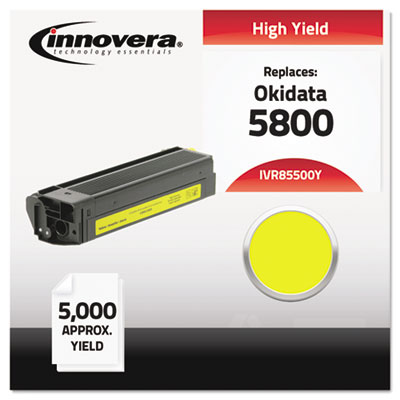 innovera®
technology essentials
High Yield
Replaces:
Okidata
5800
IVR85500Y
5,000
APPROX.
YIELD